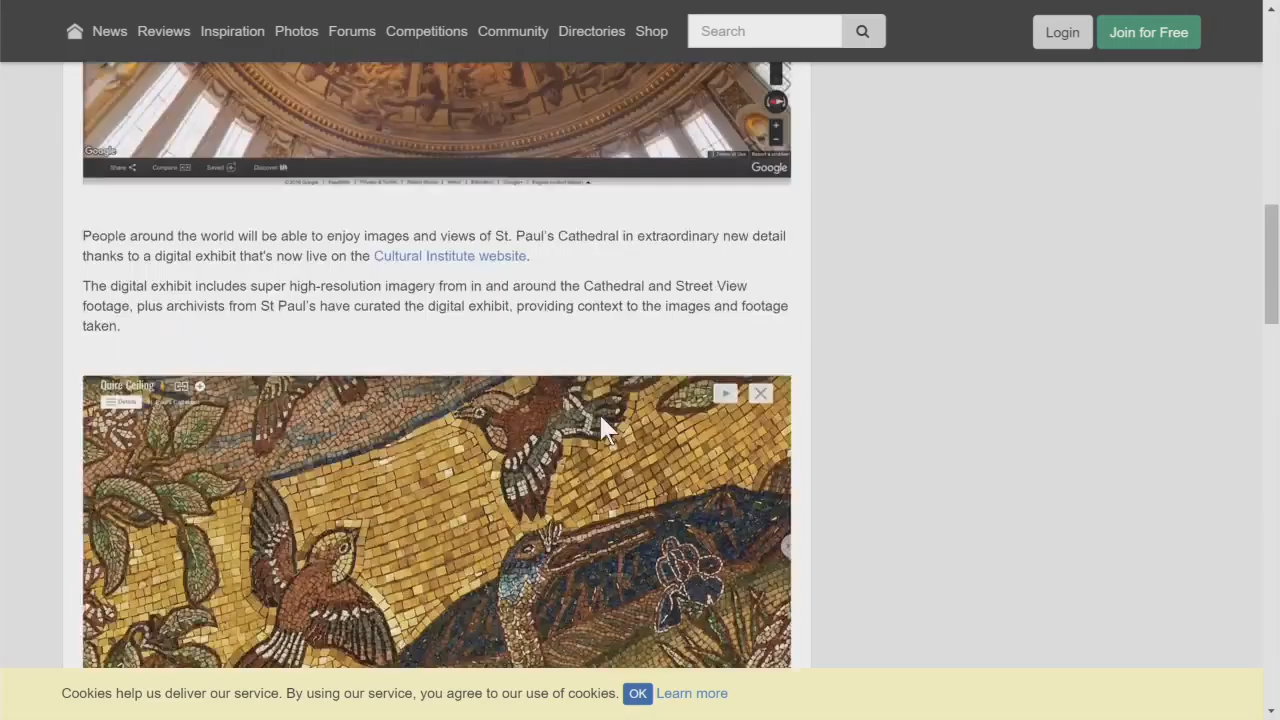 News Reviews Inspiration Photos Forums Competitions Community Directories Shop Search Login Join for Free
Google
Share Compare Saved Discover
Google
People around the world will be able to enjoy images and views of St. Paul's Cathedral in extraordinary new detail
thanks to a digital exhibit that's now live on the Cultural Institute website.
The digital exhibit includes super high-resolution imagery from in and around the Cathedral and Street View
footage, plus archivists from St Paul's have curated the digital exhibit, providing context to the images and footage
taken.
Quire Ceiling
Details
Cookies help us deliver our service. By using our service, you agree to our use of cookies. OK Learn more